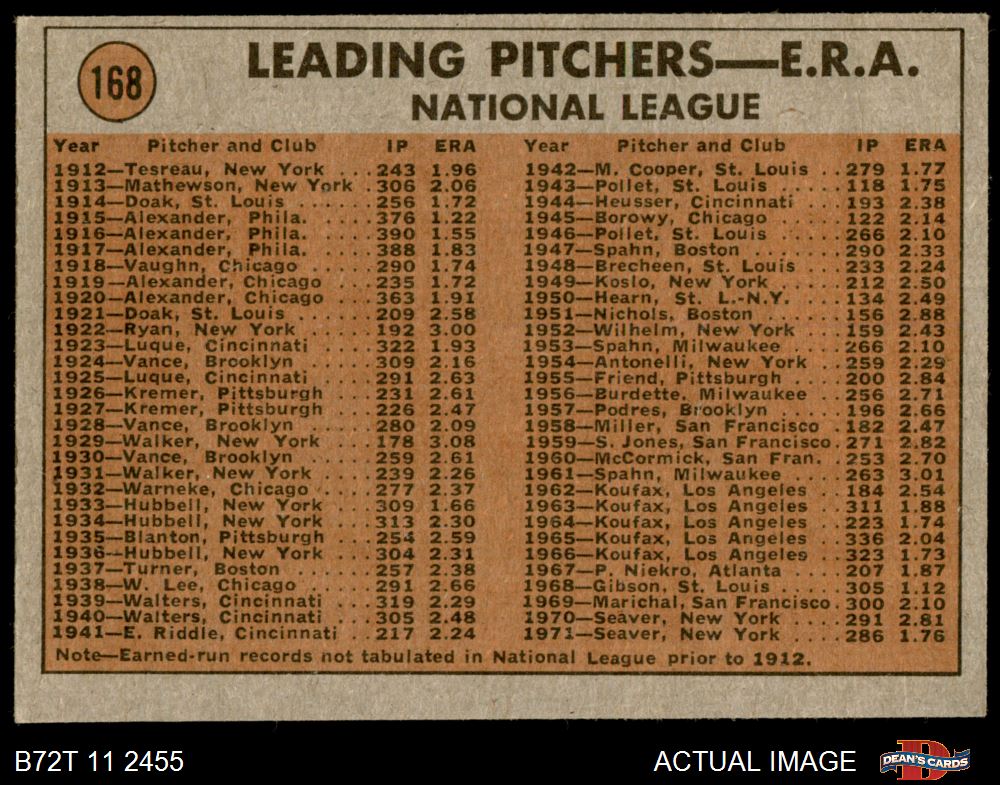 168
LEADING PITCHERS—E.R.A.
NATIONAL LEAGUE
Year Pitcher and Club IP ERA
1912—Tesreau, New York ...243 1.96
1913—Mathewson, New York .306 2.06
1914—Doak, St. Louis ......256 1.72
1915—Alexander, Phila. ....376 1.22
1916—Alexander, Phila. ....390 1.55
1917—Alexander, Phila. ....388 1.83
1918—Vaughn, Chicago .....290 1.74
1919—Alexander, Chicago ...235 1.72
1920—Alexander, Chicago ...363 1.91
1921—Doak, St. Louis ......209 2.58
1922—Ryan, New York .....192 3.00
1923—Luque, Cincinnati ....322 1.93
1924—Vance, Brooklyn .....309 2.16
1925—Luque, Cincinnati ....291 2.63
1926—Kremer, Pittsburgh ...231 2.61
1927—Kremer, Pittsburgh ...226 2.47
1928—Vance, Brooklyn .....280 2.09
1929—Walker, New York ....178 3.08
1930—Vance, Brooklyn .....259 2.61
1931—Walker, New York ....239 2.26
1932—Warneke, Chicago ....277 2.37
1933—Hubbell, New York ...309 1.66
1934—Hubbell, New York ...313 2.30
1935—Blanton, Pittsburgh ...254 2.59
1936—Hubbell, New York ...304 2.31
1937—Turner, Boston ......257 2.38
1938—W. Lee, Chicago .....291 2.66
1939—Walters, Cincinnati ...319 2.29
1940—Walters, Cincinnati ...305 2.48
1941—E. Riddle, Cincinnati ..217 2.24
Year Pitcher and Club IP ERA
1942—M. Cooper, St. Louis ..279 1.77
1943—Pollet, St. Louis .....118 1.75
1944—Heusser, Cincinnati ...193 2.38
1945—Borowy, Chicago .....122 2.14
1946—Pollet, St. Louis ......266 2.10
1947—Spahn, Boston .......290 2.33
1948—Brecheen, St. Louis ...233 2.24
1949—Koslo, New York .....212 2.50
1950—Hearn, St. L.-N.Y. ....134 2.49
1951—Nichols, Boston ......156 2.88
1952—Wilhelm, New York ...159 2.43
1953—Spahn, Milwaukee ....266 2.10
1954—Antonelli, New York ..259 2.29
1955—Friend, Pittsburgh ....200 2.84
1956—Burdette. Milwaukee ..256 2.71
1957—Podres, Brooklyn .....196 2.66
1958—Miller, San Francisco .182 2.47
1959—S. Jones, San Francisco.271 2.82
1960—McCormick, San Fran. .253 2.70
1961—Spahn, Milwaukee ....263 3.01
1962—Koufax, Los Angeles ..184 2.54
1963—Koufax, Los Angeles ..311 1.88
1964—Koufax, Los Angeles ..223 1.74
1965—Koufax, Los Angeles ..336 2.04
1966—Koufax, Los Angeles ..323 1.73
1967—P. Niekro, Atlanta ....207 1.87
1968—Gibson, St. Louis .....305 1.12
1969—Marichal, San Francisco.300 2.10
1970—Seaver, New York ....291 2.81
1971—Seaver, New York ....286 1.76
Note—Earned-run records not tabulated in National League prior to 1912.
B72T 11 2455
ACTUAL IMAGE
D
DEAN'S CARDS